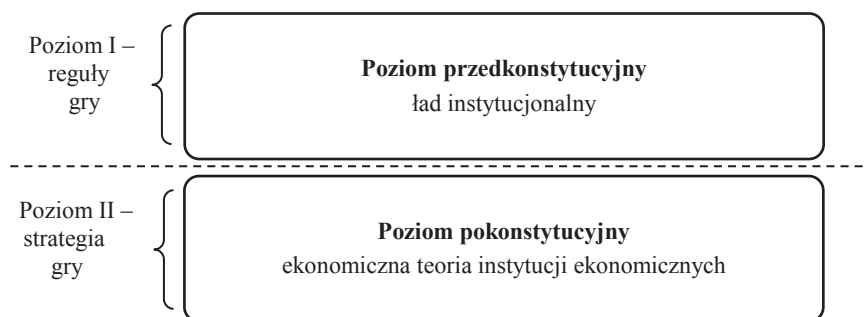 Poziom I –
reguły
gry
Poziom przedkonstytucyjny
ład instytucjonalny
Poziom II –
strategia
gry
Poziom pokonstytucyjny
ekonomiczna teoria instytucji ekonomicznych